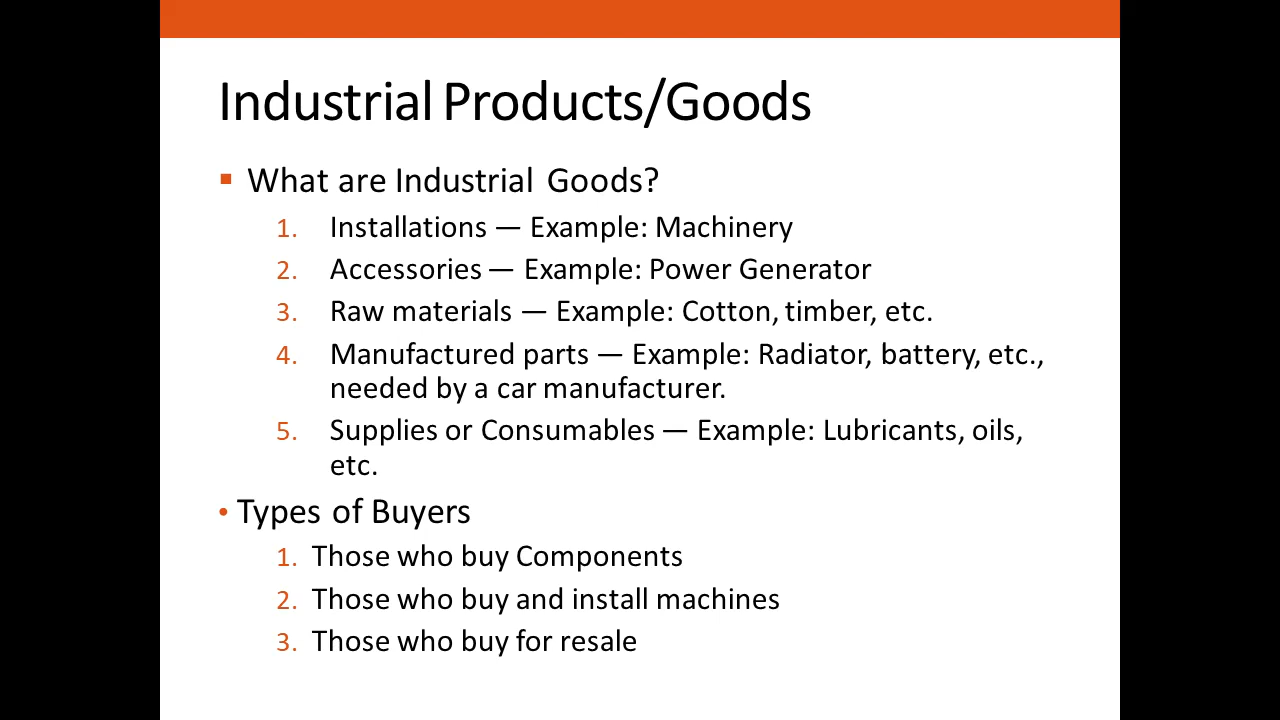 Industrial Products/Goods
▪ What are Industrial Goods?
1. Installations — Example: Machinery
2. Accessories — Example: Power Generator
3. Raw materials — Example: Cotton, timber, etc.
4. Manufactured parts — Example: Radiator, battery, etc.,
needed by a car manufacturer.
5. Supplies or Consumables — Example: Lubricants, oils,
etc.
• Types of Buyers
1. Those who buy Components
2. Those who buy and install machines
3. Those who buy for resale